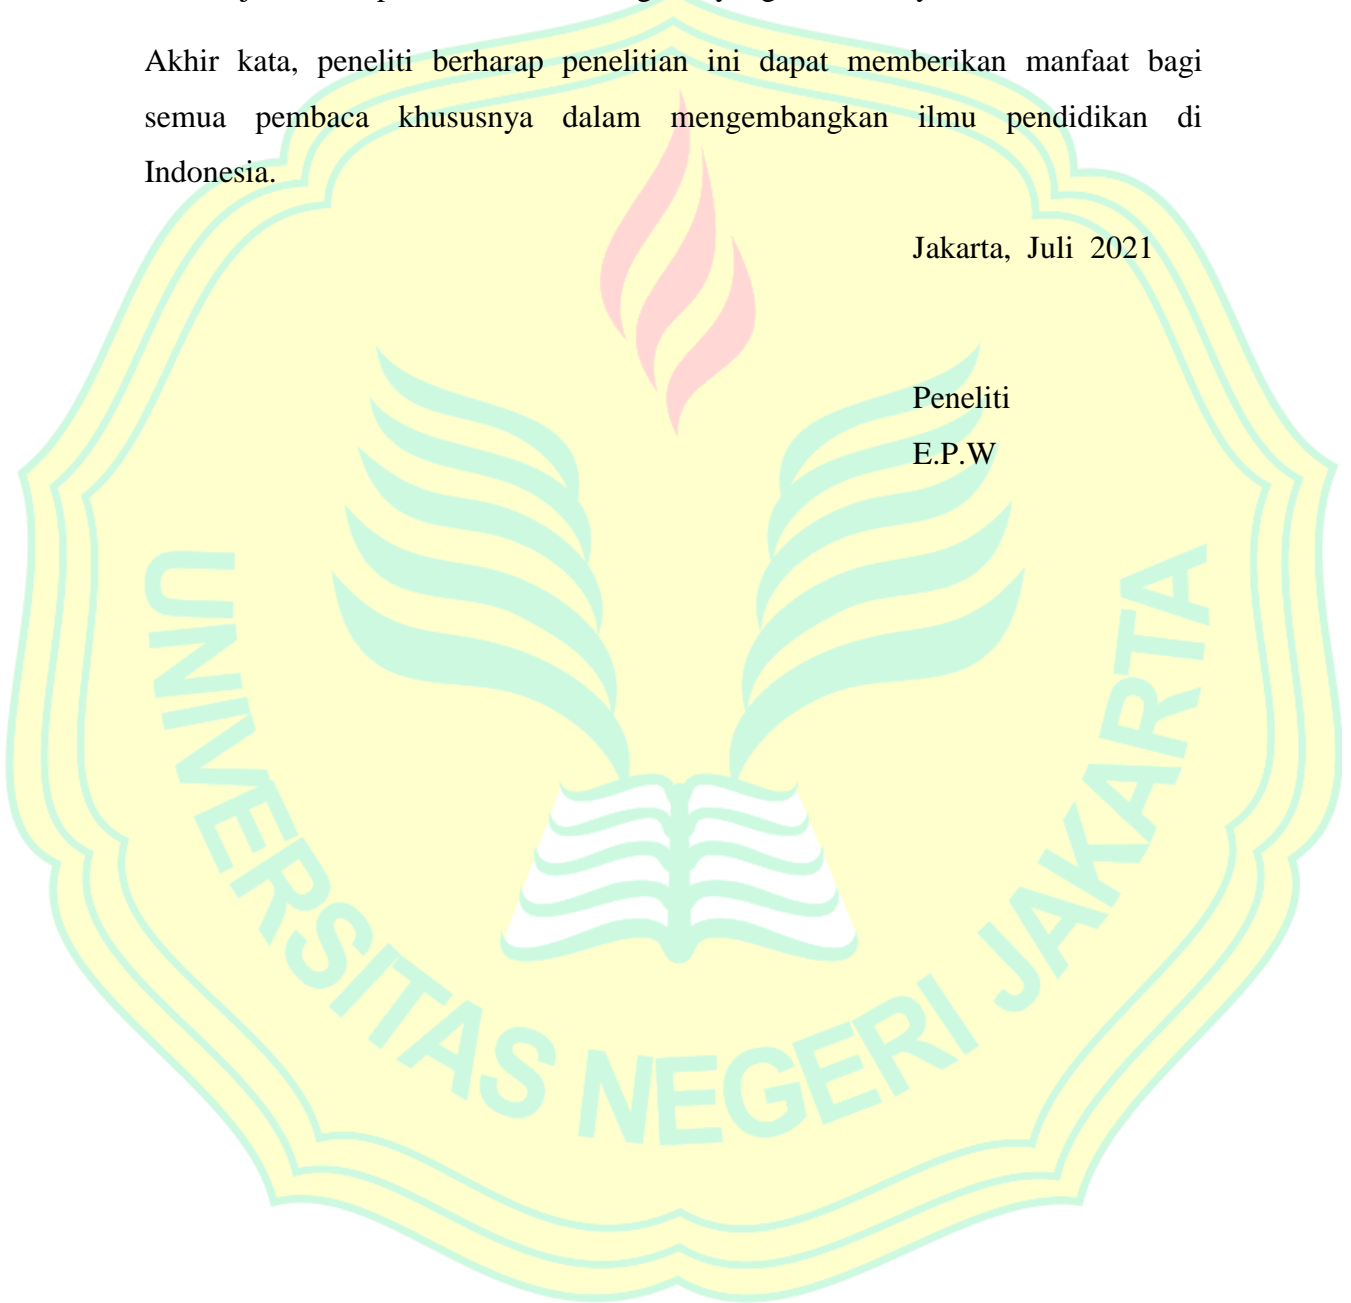 Akhir kata, peneliti berharap penelitian ini dapat memberikan manfaat bagi
semua pembaca khususnya dalam mengembangkan ilmu pendidikan di
Indonesia.
Jakarta, Juli 2021
Peneliti
E.P.W
UNIVERSITAS NEGERI JAKARTA